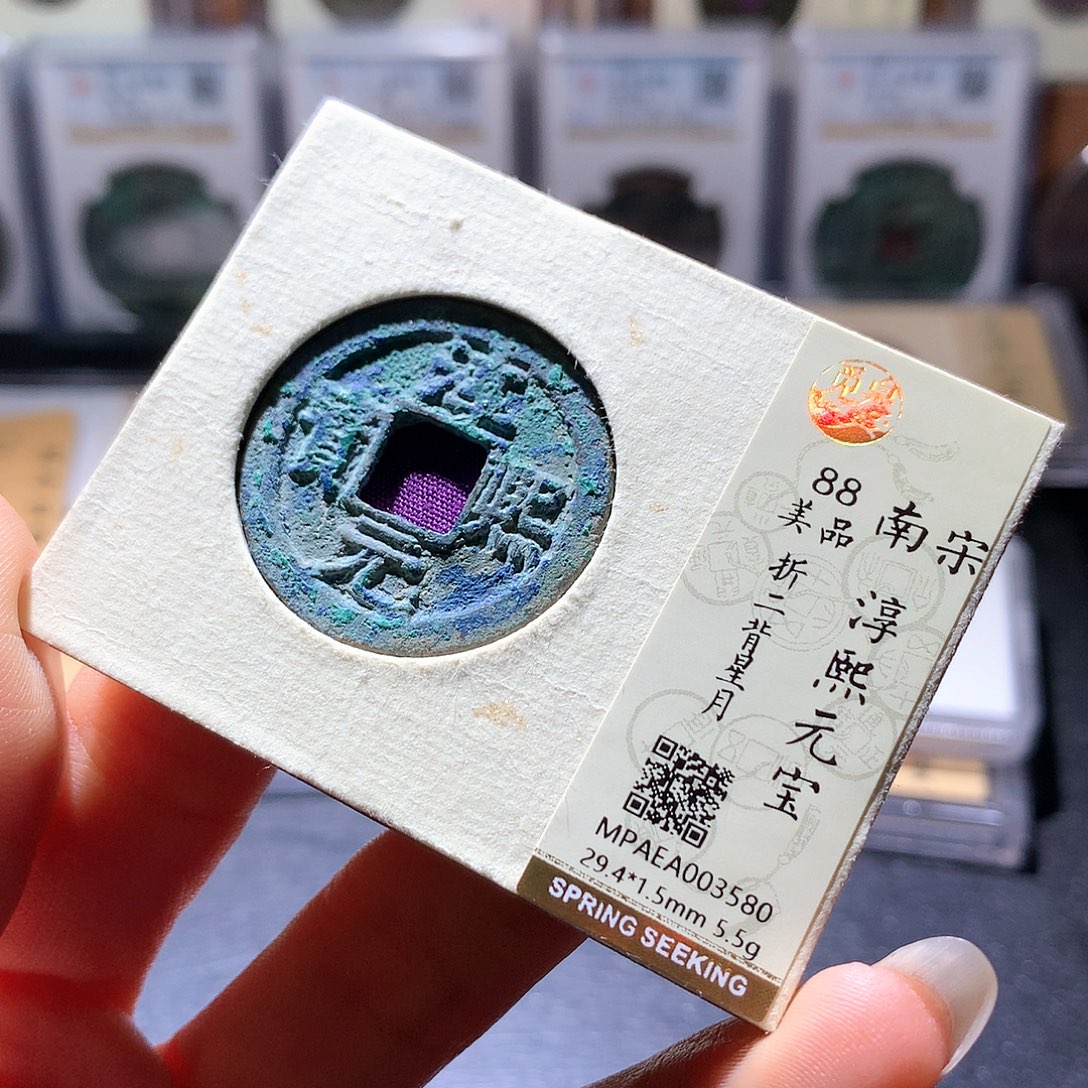 淳熙元寶
88
美品
南宋
淳熙元宝
折二背星月
MPAEA003580
29.4*1.5mm 5.5g
SPRING SEEKING